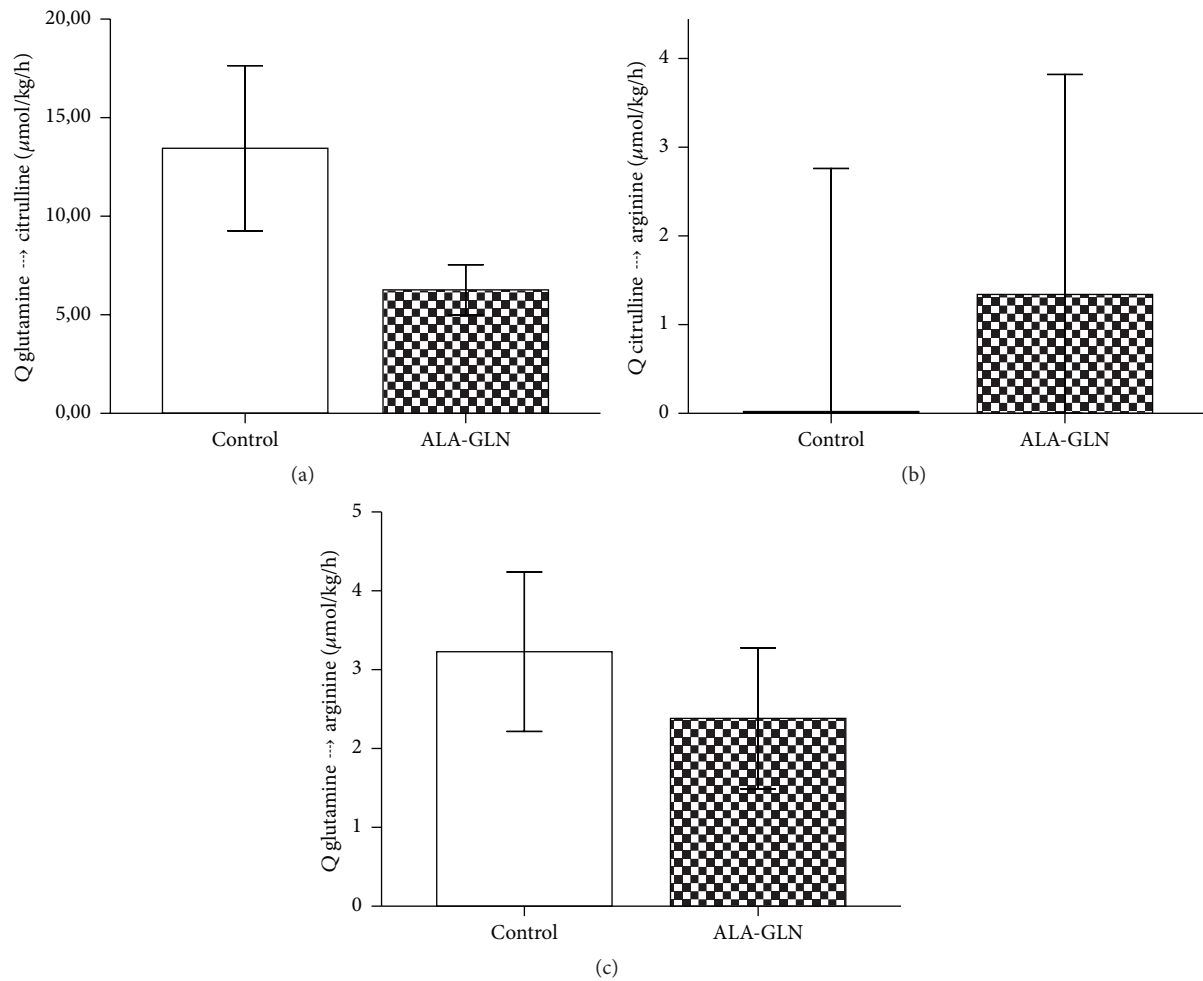 20,00
15,00
10,00
5,00
0,00
Q glutamine ⤏ citrulline (μmol/kg/h)
Control
ALA-GLN
(a)
4
3
2
1
0
Q citrulline ⤏ arginine (μmol/kg/h)
Control
ALA-GLN
(b)
5
4
3
2
1
0
Q glutamine ⤏ arginine (μmol/kg/h)
Control
ALA-GLN
(c)